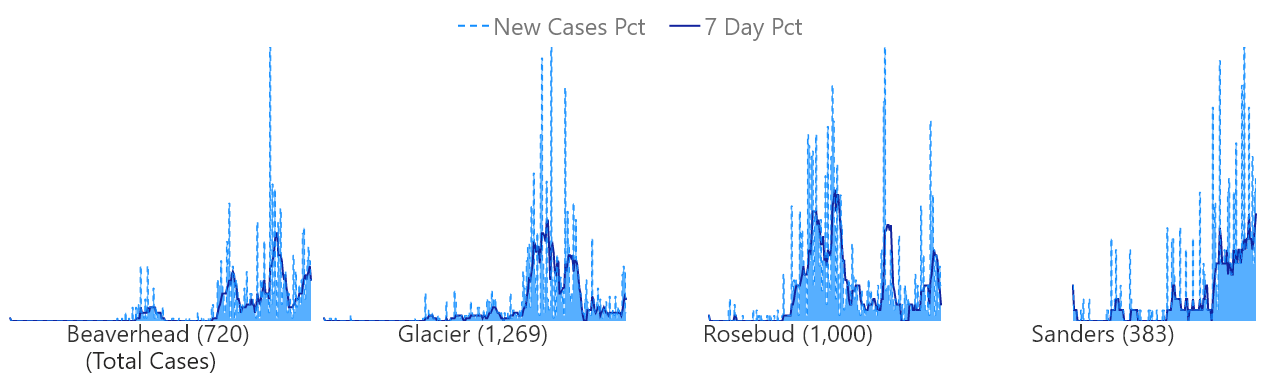 New Cases Pct 7 Day Pct
Beaverhead (720) Glacier (1,269) Rosebud (1,000) Sanders (383)
(Total Cases)